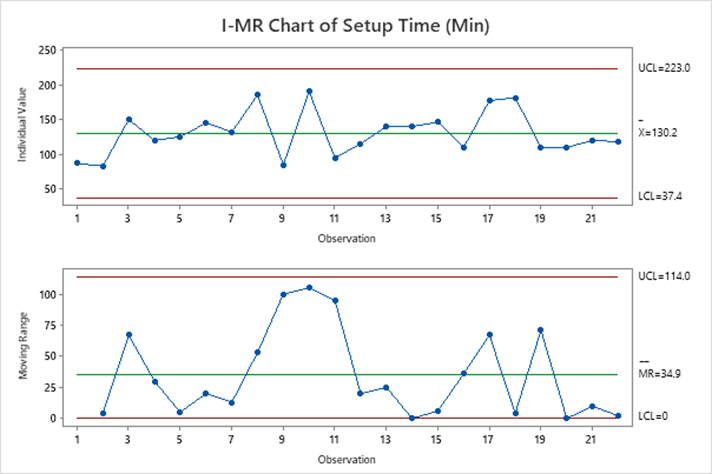 I-MR Chart of Setup Time (Min)
250
200
150
100
50
Individual Value
UCL=223.0
X̄=130.2
LCL=37.4
1 3 5 7 9 11 13 15 17 19 21
Observation
100
75
50
25
0
Moving Range
UCL=114.0
M̄R̄=34.9
LCL=0
1 3 5 7 9 11 13 15 17 19 21
Observation